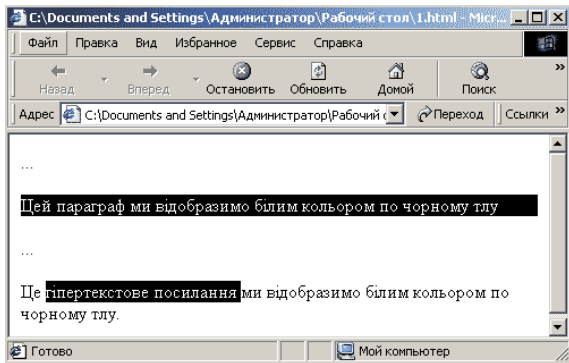 C:\Documents and Settings\Администратор\Рабочий стол\1.html - Micr...
Файл Правка Вид Избранное Сервис Справка
Назад Вперед Остановить Обновить Домой Поиск »
Адрес C:\Documents and Settings\Администратор\Рабочий Переход Ссылки »
...
Цей параграф ми відобразимо білим кольором по чорному тлу
...
Це гіпертекстове посилання ми відобразимо білим кольором по
чорному тлу.
Готово Мой компьютер